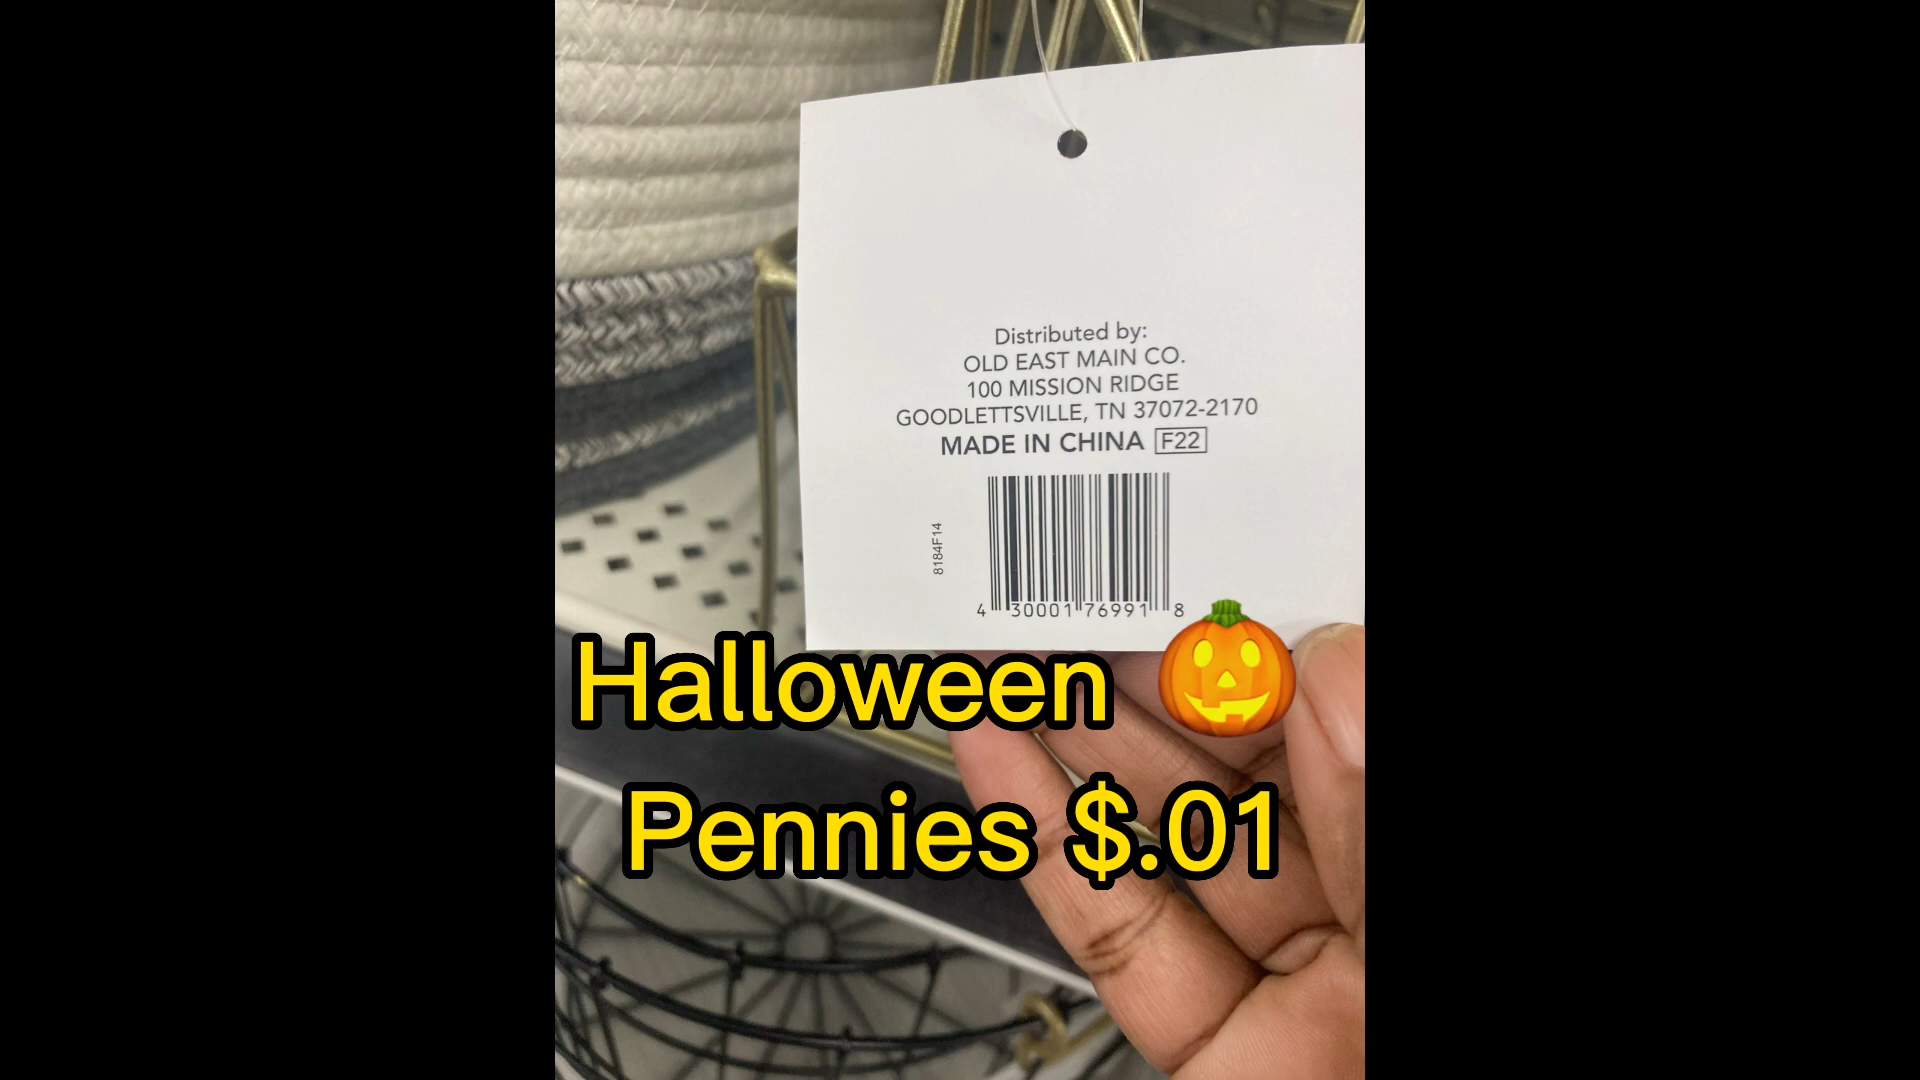 Distributed by:
OLD EAST MAIN CO.
100 MISSION RIDGE
GOODLETTSVILLE, TN 37072-2170
MADE IN CHINA F22
8184F14
4 30001 76991 8
Halloween 🎃
Pennies $.01